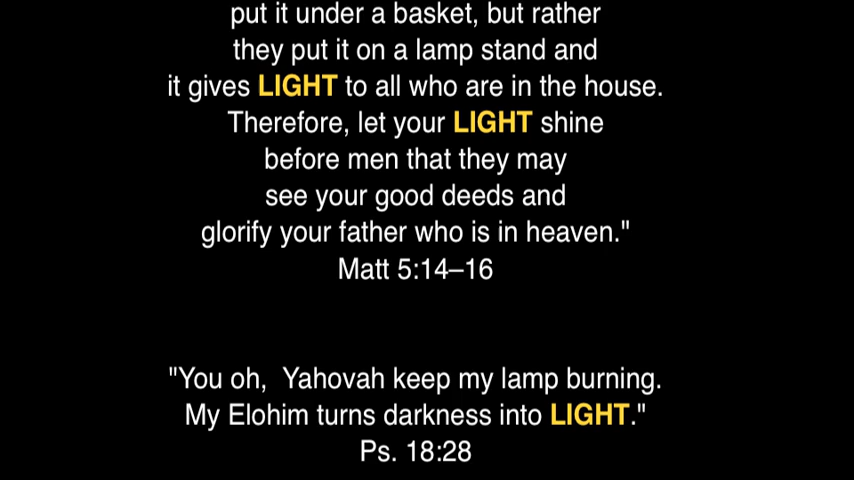 put it under a basket, but rather
they put it on a lamp stand and
it gives LIGHT to all who are in the house.
Therefore, let your LIGHT shine
before men that they may
see your good deeds and
glorify your father who is in heaven."
Matt 5:14–16
"You oh,  Yahovah keep my lamp burning.
My Elohim turns darkness into LIGHT."
Ps. 18:28